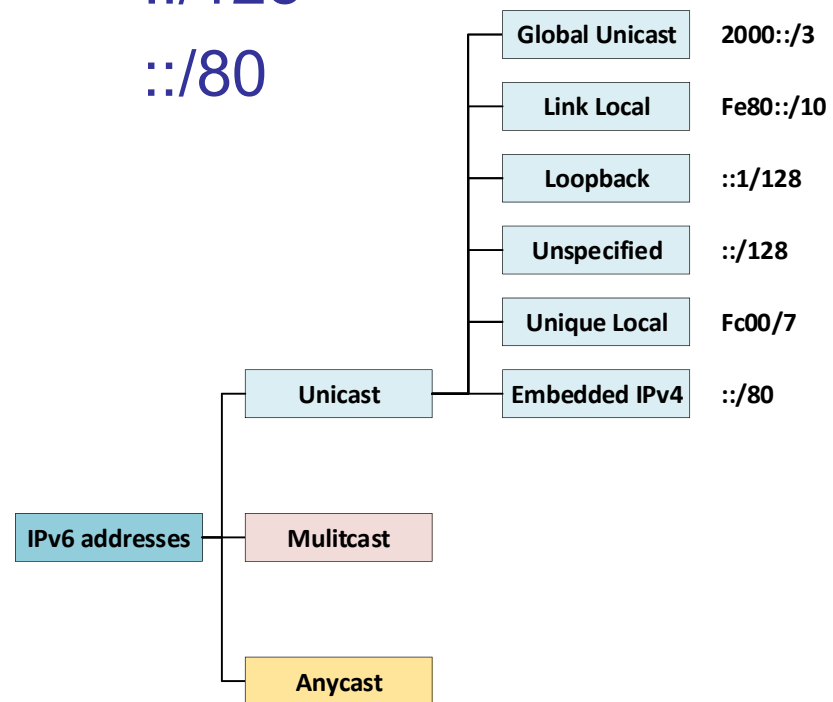 ::/128
::/80
Global Unicast 2000::/3
Link Local Fe80::/10
Loopback ::1/128
Unspecified ::/128
Unique Local Fc00/7
Unicast
Embedded IPv4 ::/80
IPv6 addresses
Mulitcast
Anycast